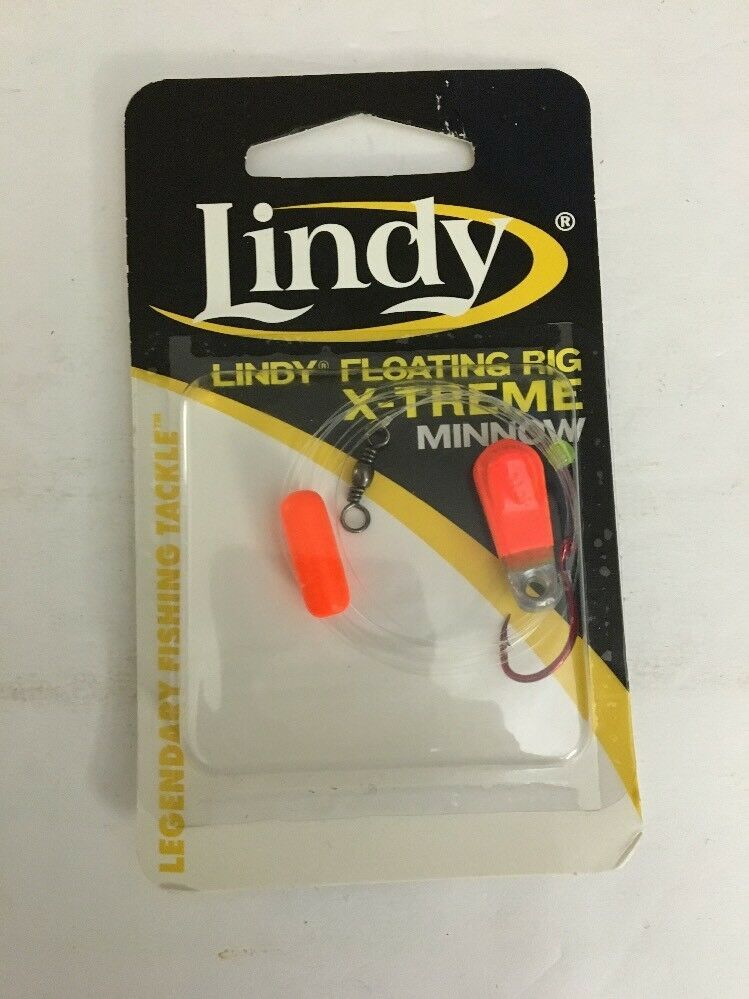 Lindy®
LINDY® FLOATING RIG
X-TREME
MINNOW
LEGENDARY FISHING TACKLE™